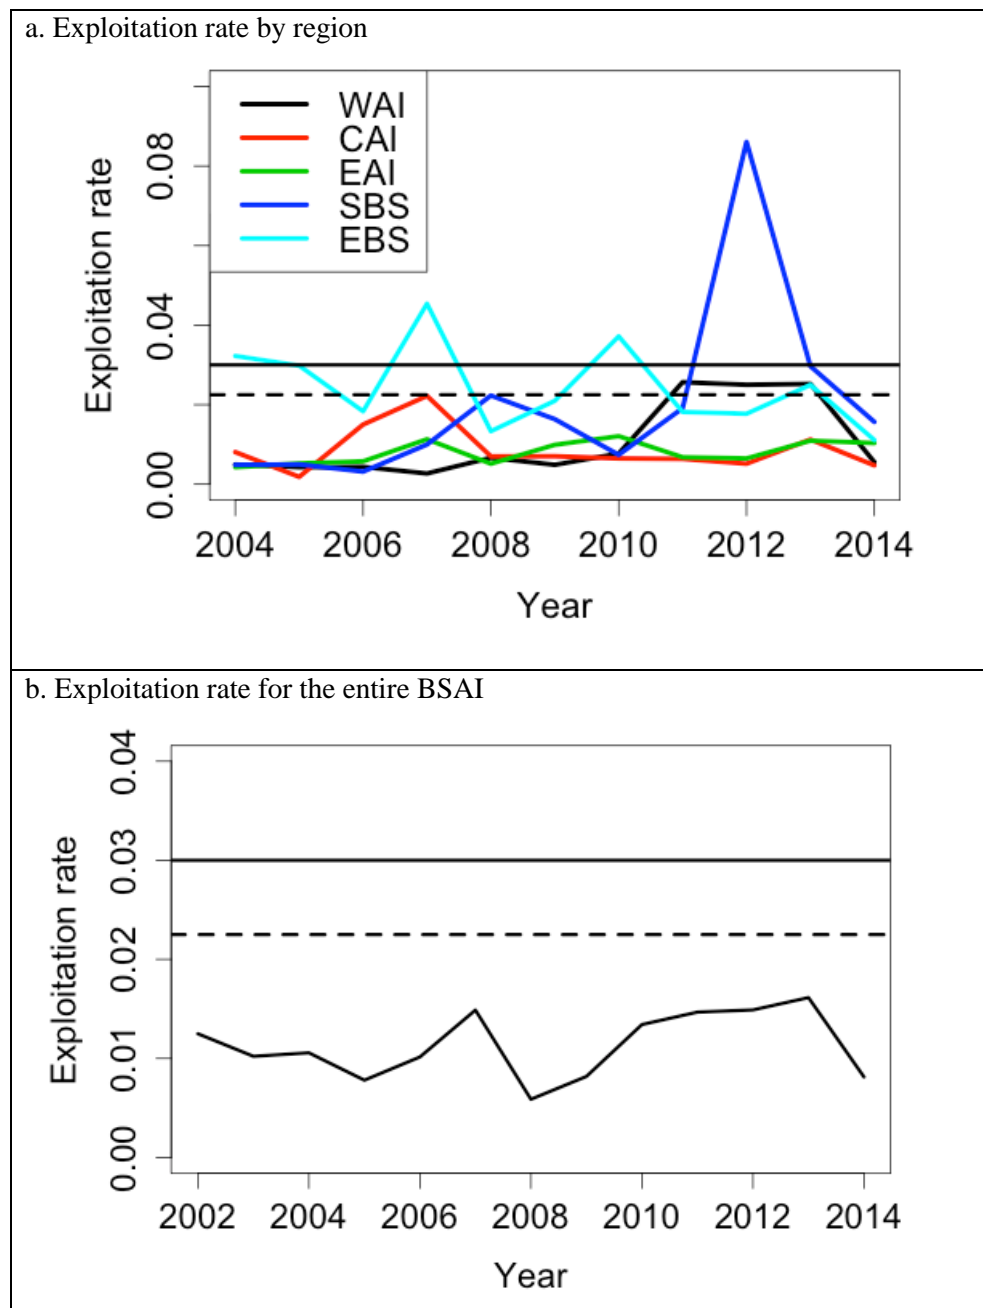 a. Exploitation rate by region
WAI
CAI
EAI
SBS
EBS
Exploitation rate
0.08
0.04
0.00
2004 2006 2008 2010 2012 2014
Year
b. Exploitation rate for the entire BSAI
Exploitation rate
0.04
0.03
0.02
0.01
0.00
2002 2004 2006 2008 2010 2012 2014
Year